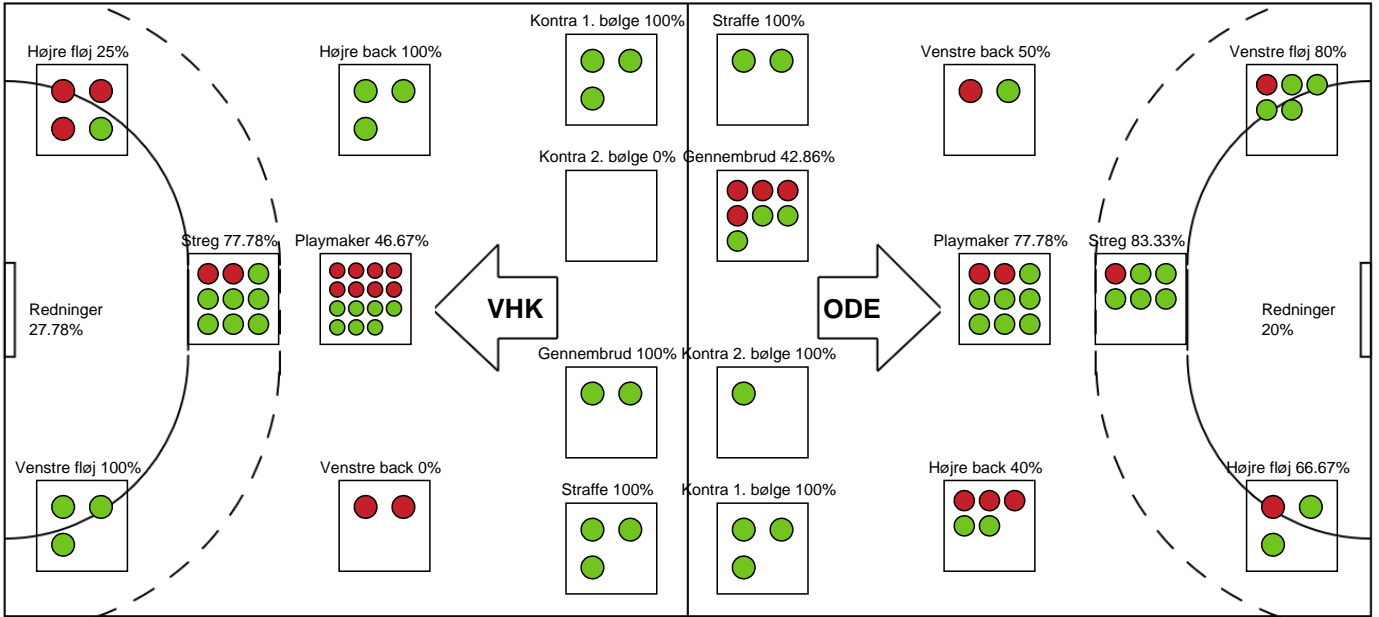 Kontra 1. bølge 100%
Straffe 100%
Højre fløj 25%
Højre back 100%
Venstre back 50%
Venstre fløj 80%
Kontra 2. bølge 0%
Gennembrud 42.86%
Streg 77.78%
Playmaker 46.67%
Playmaker 77.78%
Streg 83.33%
Redninger
27.78%
VHK
ODE
Redninger
20%
Gennembrud 100%
Kontra 2. bølge 100%
Venstre fløj 100%
Venstre back 0%
Straffe 100%
Kontra 1. bølge 100%
Højre back 40%
Højre fløj 66.67%